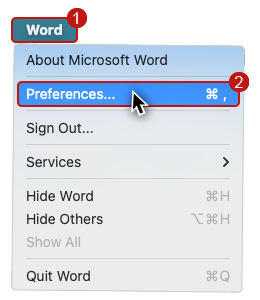 Word 1
About Microsoft Word
2
Preferences... ⌘ ,
Sign Out...
Services >
Hide Word ⌘H
Hide Others ⌥⌘H
Show All
Quit Word ⌘Q